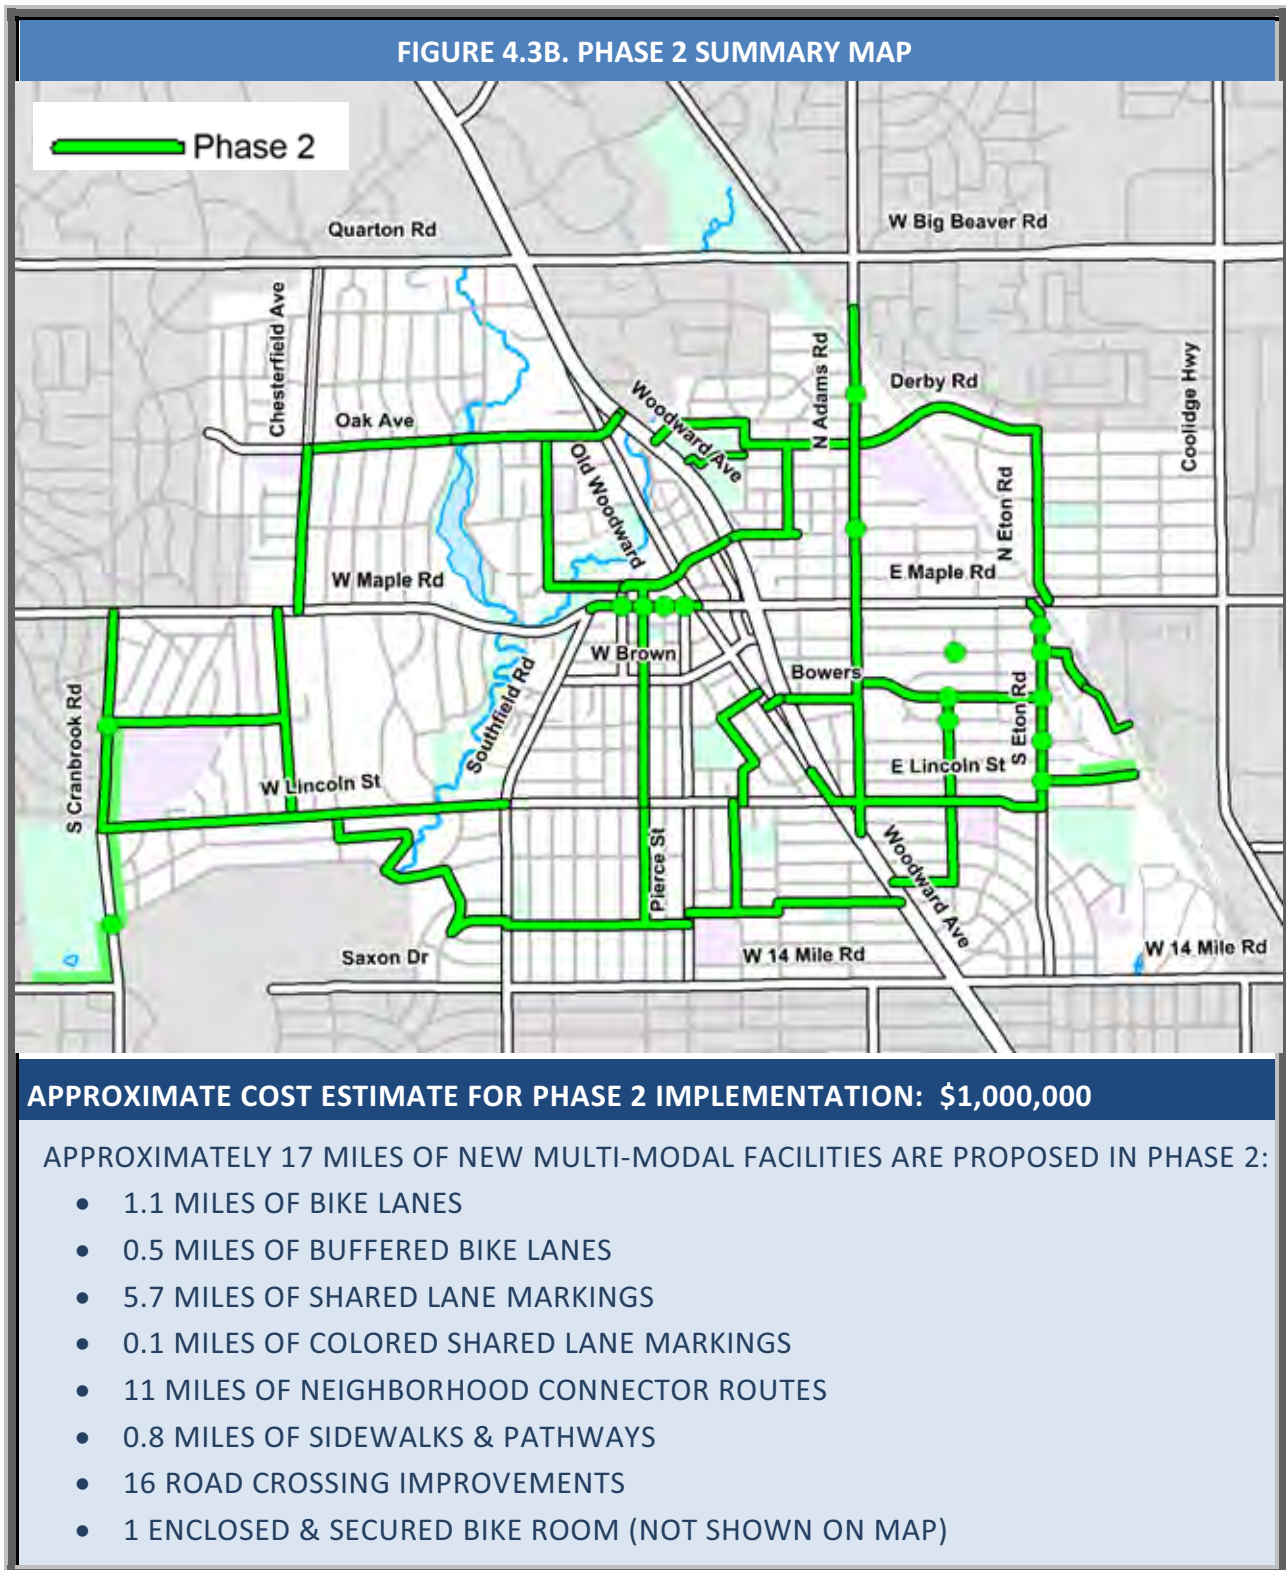 FIGURE 4.3B. PHASE 2 SUMMARY MAP
Phase 2
Quarton Rd
W Big Beaver Rd
Chesterfield Ave
N Adams Rd
Derby Rd
Coolidge Hwy
Woodward Ave
Oak Ave
Old Woodward
N Eton Rd
W Maple Rd
E Maple Rd
W Brown
Bowers
S Cranbrook Rd
Southfield Rd
S Eton Rd
W Lincoln St
E Lincoln St
Pierce St
Woodward Ave
Saxon Dr
W 14 Mile Rd
W 14 Mile Rd
APPROXIMATE COST ESTIMATE FOR PHASE 2 IMPLEMENTATION: $1,000,000
APPROXIMATELY 17 MILES OF NEW MULTI-MODAL FACILITIES ARE PROPOSED IN PHASE 2:
• 1.1 MILES OF BIKE LANES
• 0.5 MILES OF BUFFERED BIKE LANES
• 5.7 MILES OF SHARED LANE MARKINGS
• 0.1 MILES OF COLORED SHARED LANE MARKINGS
• 11 MILES OF NEIGHBORHOOD CONNECTOR ROUTES
• 0.8 MILES OF SIDEWALKS & PATHWAYS
• 16 ROAD CROSSING IMPROVEMENTS
• 1 ENCLOSED & SECURED BIKE ROOM (NOT SHOWN ON MAP)